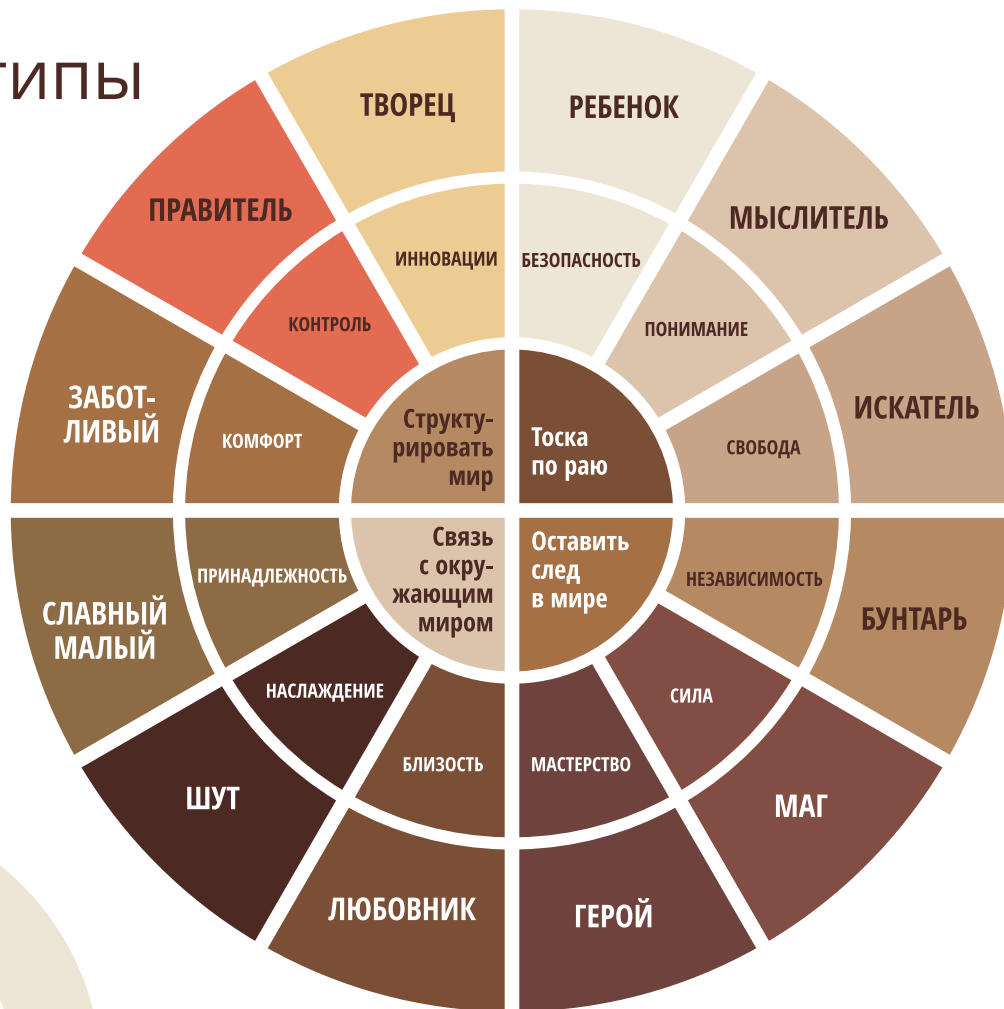 типы
ТВОРЕЦ
РЕБЕНОК
ПРАВИТЕЛЬ
МЫСЛИТЕЛЬ
ИННОВАЦИИ
БЕЗОПАСНОСТЬ
КОНТРОЛЬ
ПОНИМАНИЕ
ЗАБОТ-
ЛИВЫЙ
ИСКАТЕЛЬ
КОМФОРТ
СВОБОДА
Структу-
рировать
мир
Тоска
по раю
Связь
с окру-
жающим
миром
Оставить
след
в мире
ПРИНАДЛЕЖНОСТЬ
НЕЗАВИСИМОСТЬ
СЛАВНЫЙ
МАЛЫЙ
БУНТАРЬ
НАСЛАЖДЕНИЕ
СИЛА
БЛИЗОСТЬ
МАСТЕРСТВО
ШУТ
МАГ
ЛЮБОВНИК
ГЕРОЙ